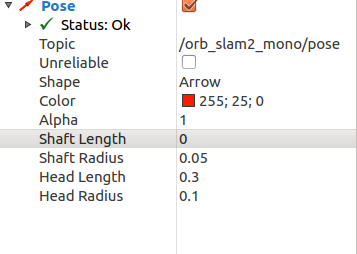 Pose
Status: Ok
Topic /orb_slam2_mono/pose
Unreliable
Shape Arrow
Color 255; 25; 0
Alpha 1
Shaft Length 0
Shaft Radius 0.05
Head Length 0.3
Head Radius 0.1